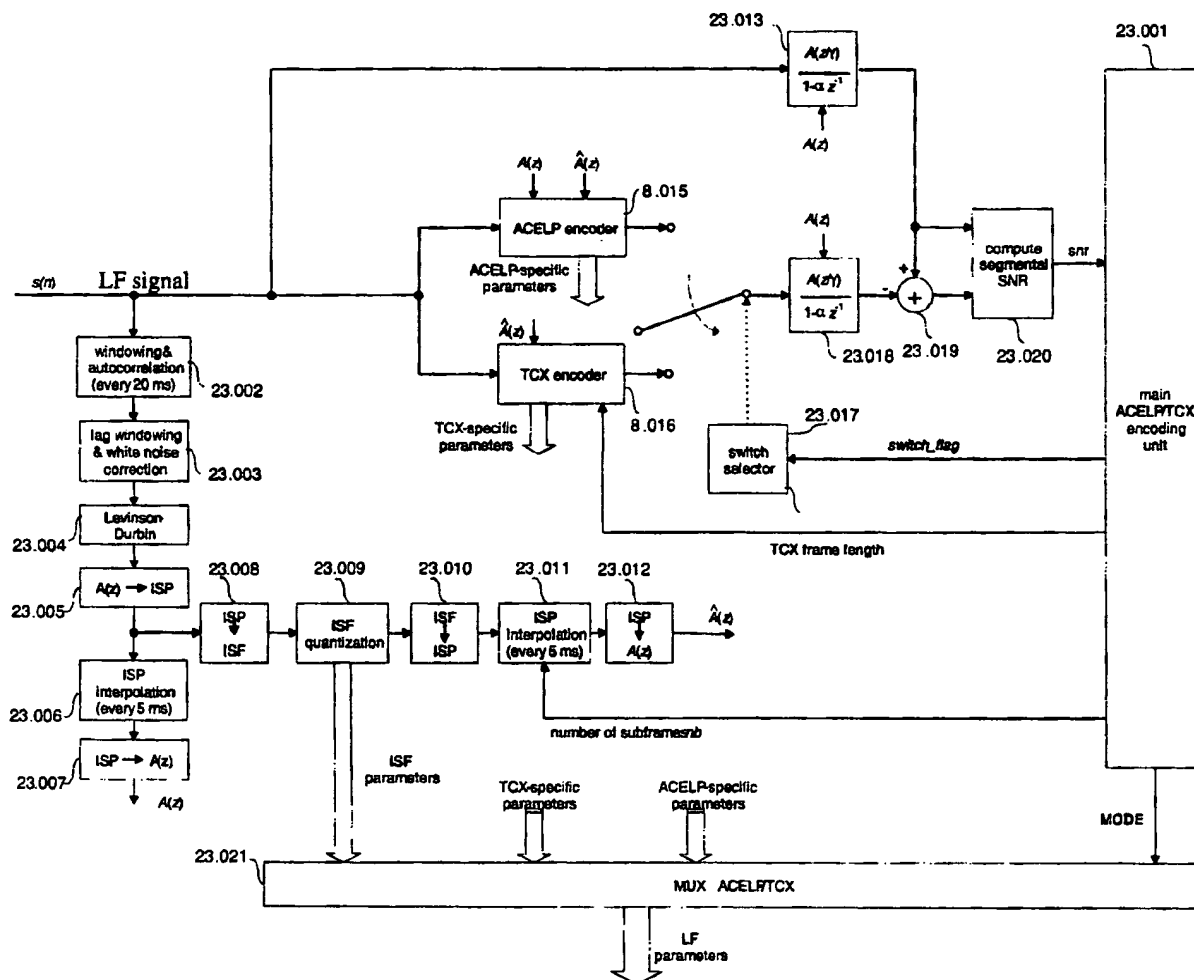 23.013
23.001
A(z/γ)
1-α z⁻¹
A(z)
A(z)
Â(z)
8.015
ACELP encoder
ACELP-specific
parameters
A(z)
A(z/γ)
1-α z⁻¹
+
-
+
compute
segmental
SNR
snr
23.018
23.019
23.020
s(n)
LF signal
windowing&
autocorrelation
(every 20 ms)
23.002
Â(z)
TCX encoder
8.016
TCX-specific
parameters
23.017
switch
selector
switch_flag
main
ACELP/TCX
encoding
unit
lag windowing
& white noise
correction
23.003
Levinson-
Durbin
23.004
TCX frame length
A(z) → ISP
23.005
23.008
23.009
23.010
23.011
23.012
ISP
ISF
ISF
quantization
ISF
ISP
ISP
interpolation
(every 5 ms)
ISP
A(z)
Â(z)
ISP
interpolation
(every 5 ms)
23.006
number of subframesnb
ISP → A(z)
23.007
A(z)
ISF
parameters
TCX-specific
parameters
ACELP-specific
parameters
MODE
23.021
MUX ACELP/TCX
LF
parameters